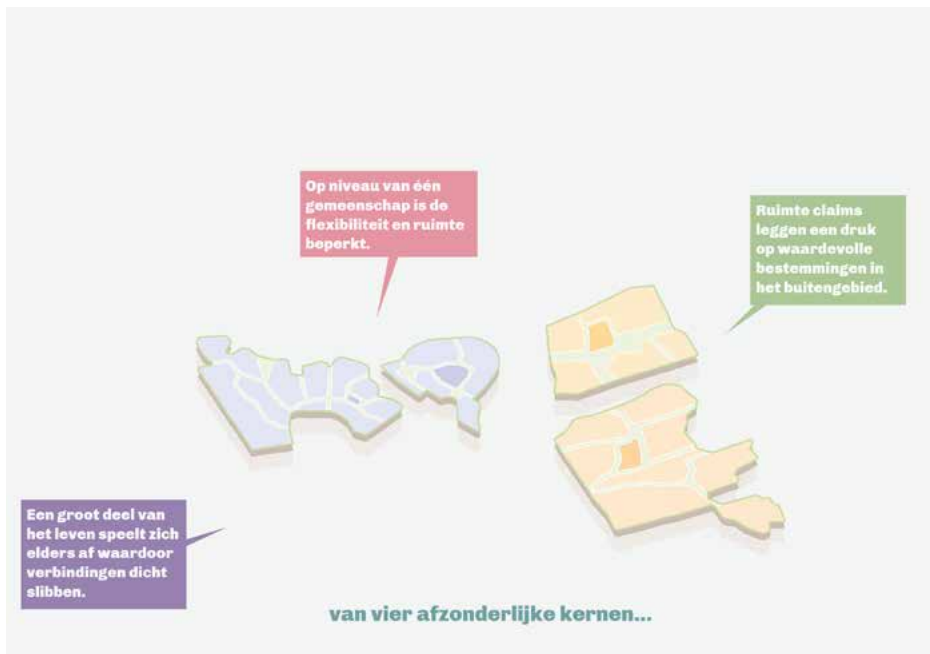 Op niveau van één
gemeenschap is de
flexibiliteit en ruimte
beperkt.
Ruimte claims
leggen een druk
op waardevolle
bestemmingen in
het buitengebied.
Een groot deel van
het leven speelt zich
elders af waardoor
verbindingen dicht
slibben.
van vier afzonderlijke kernen...